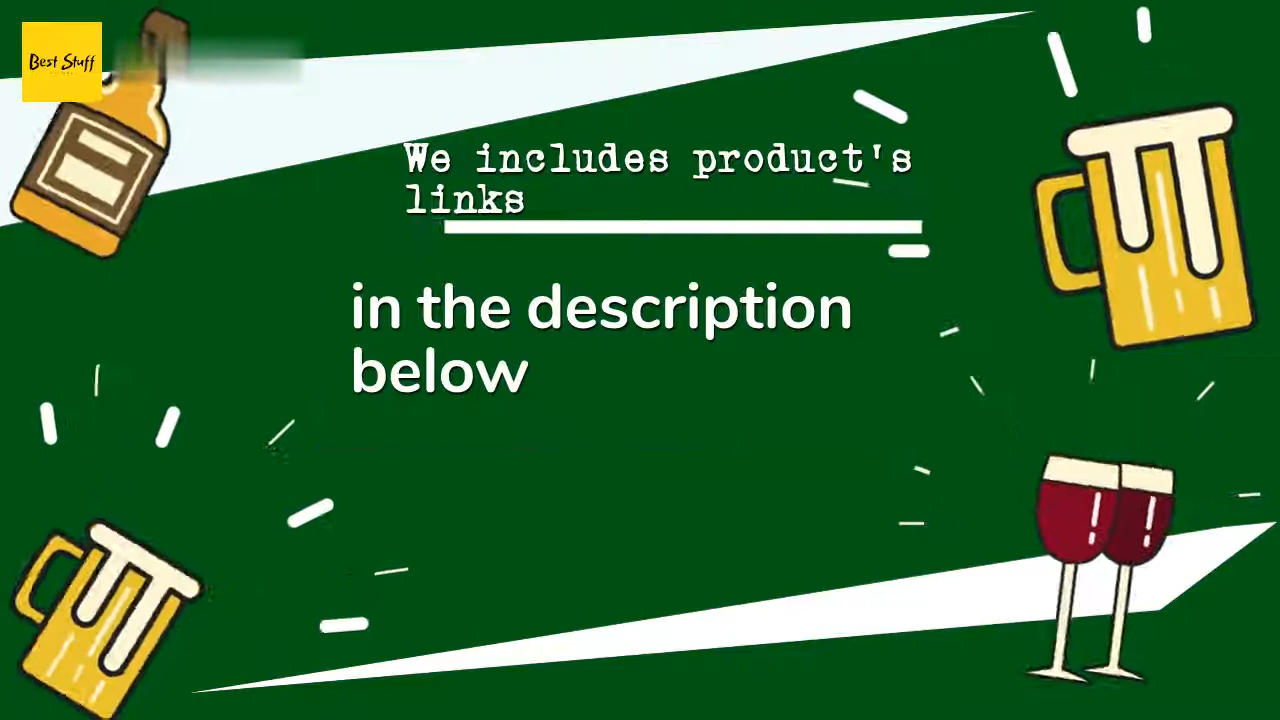 Best Stuff
We includes product's
links
in the description
below